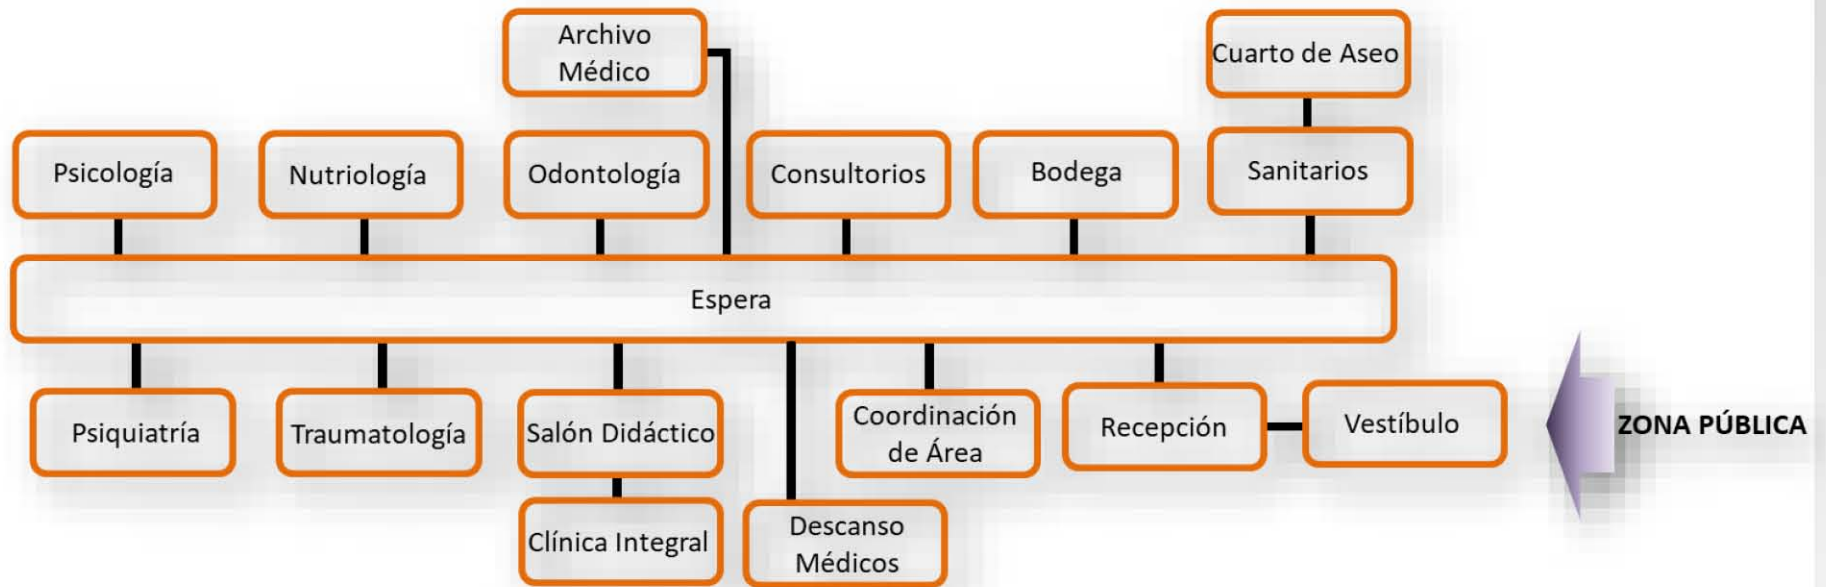 Archivo
Médico
Cuarto de Aseo
Psicología
Nutriología
Odontología
Consultorios
Bodega
Sanitarios
Espera
Psiquiatría
Traumatología
Salón Didáctico
Coordinación
de Área
Recepción
Vestíbulo
ZONA PÚBLICA
Clínica Integral
Descanso
Médicos